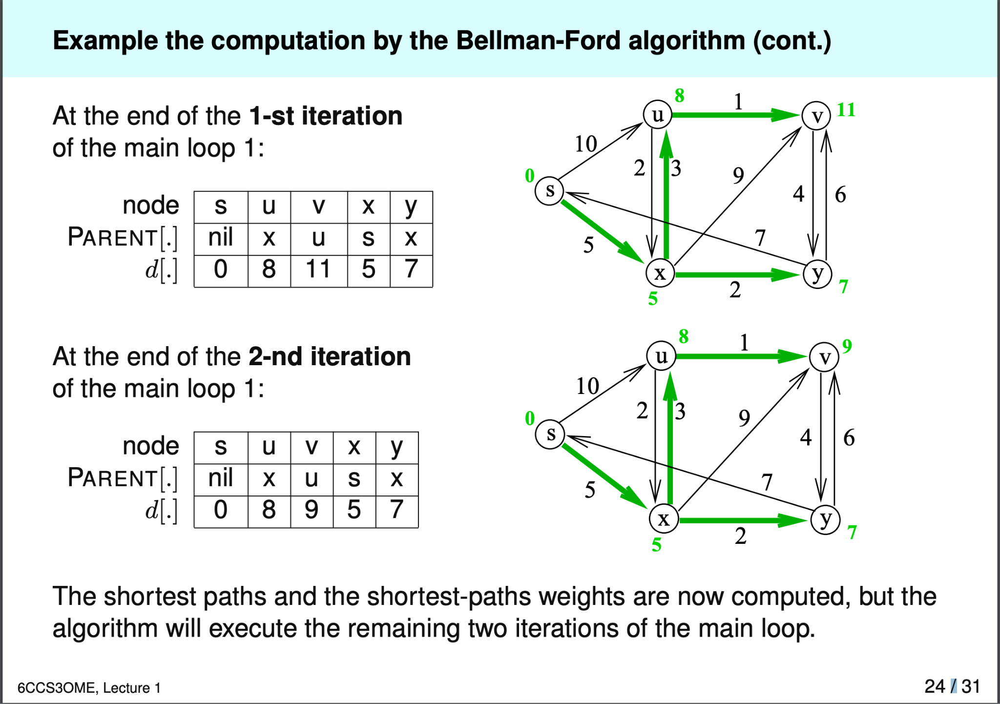 Example the computation by the Bellman-Ford algorithm (cont.)
At the end of the 1-st iteration
of the main loop 1:
node s u v x y
PARENT[.] nil x u s x
d[.] 0 8 11 5 7
8 1 11
u v
10
2 3 9 4 6
0
s
5 7
x y
5 2 7
At the end of the 2-nd iteration
of the main loop 1:
node s u v x y
PARENT[.] nil x u s x
d[.] 0 8 9 5 7
8 1 9
u v
10
2 3 9 4 6
0
s
5 7
x y
5 2 7
The shortest paths and the shortest-paths weights are now computed, but the
algorithm will execute the remaining two iterations of the main loop.
6CCS3OME, Lecture 1
24 / 31